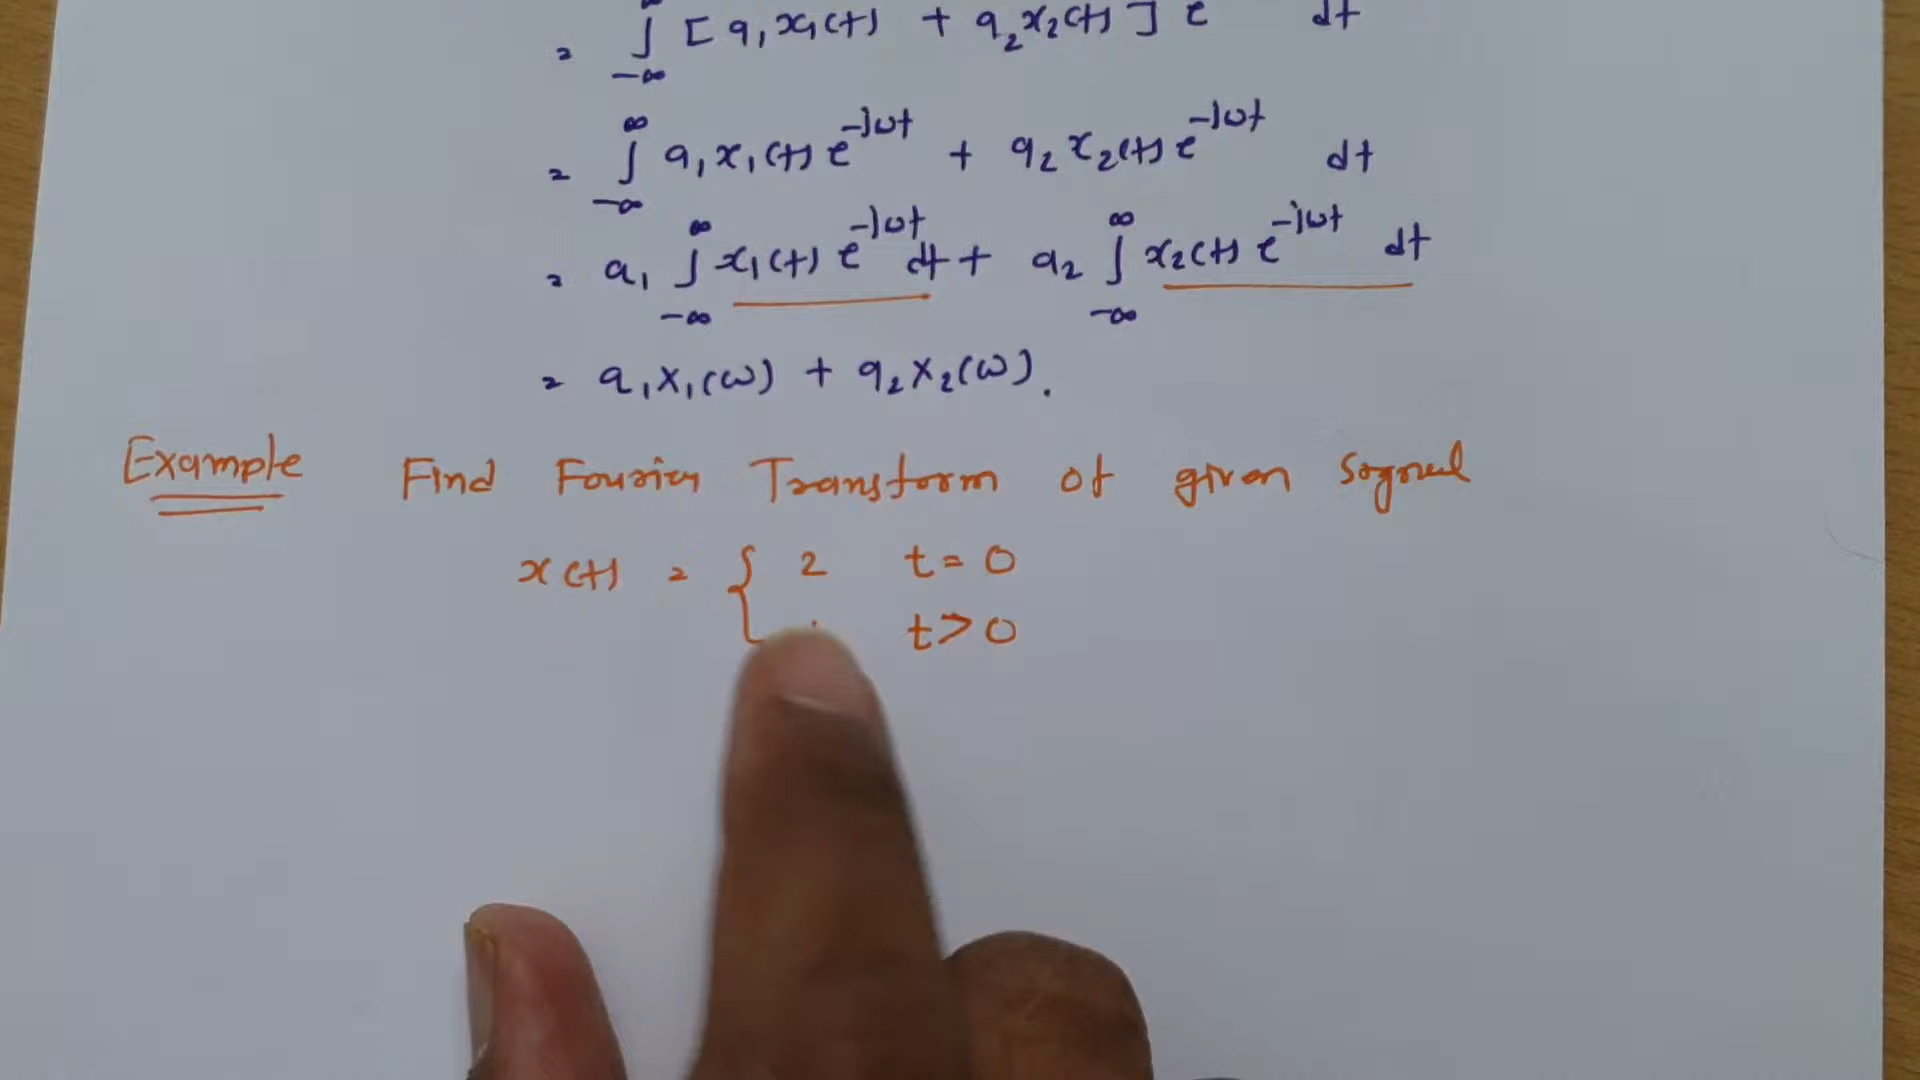 = ∫ [ a₁x₁(t) + a₂x₂(t) ] e dt
-∞
= ∫ a₁x₁(t) e^{-jωt} + a₂x₂(t) e^{-jωt} dt
= a₁ ∫_{-∞}^{∞} x₁(t) e^{-jωt} dt + a₂ ∫_{-∞}^{∞} x₂(t) e^{-jωt} dt
= a₁X₁(ω) + a₂X₂(ω).
Example Find Fourier Transform of given signal
x(t) = { 2 t = 0
t > 0